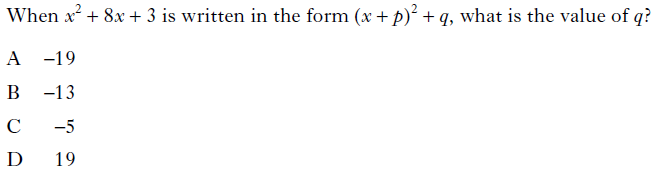 When x² + 8x + 3 is written in the form (x + p)² + q, what is the value of q?
A −19
B −13
C −5
D 19